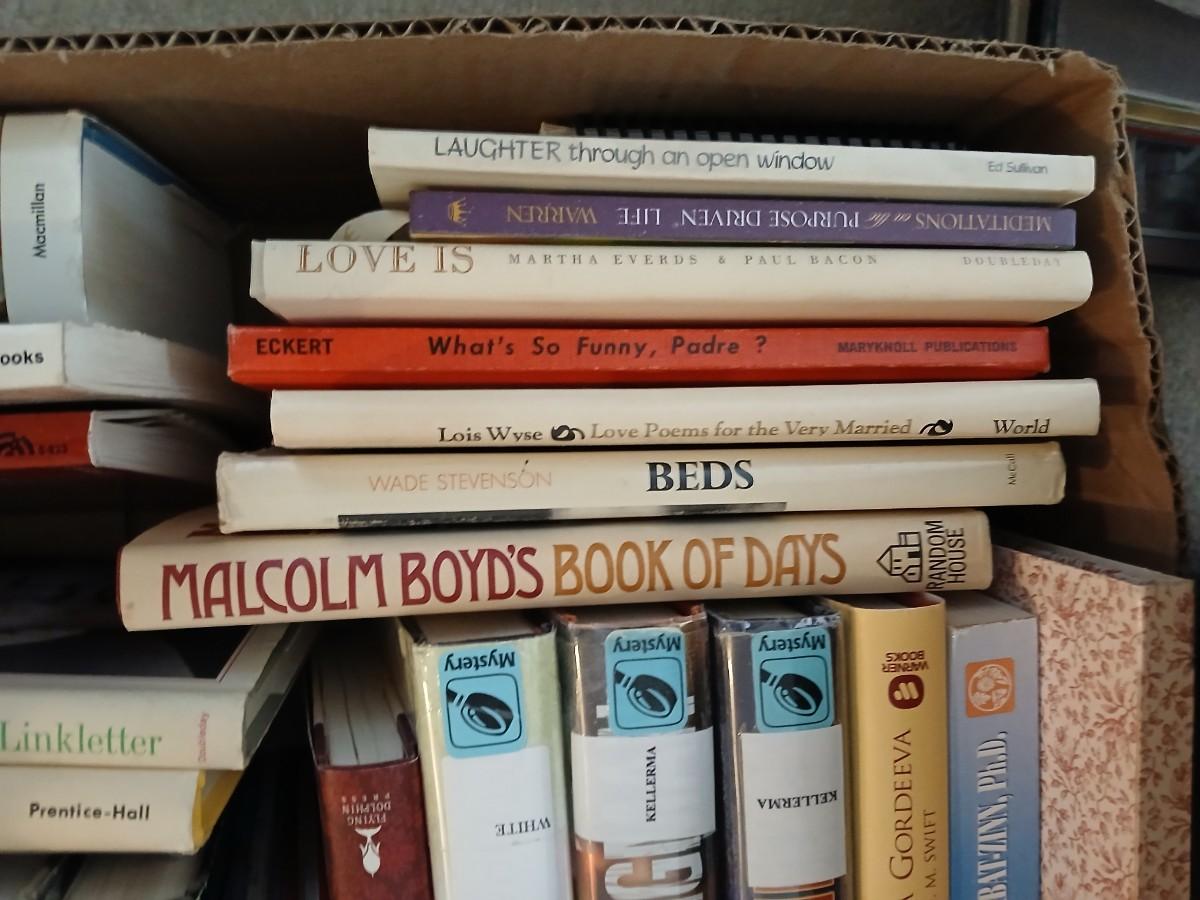 LAUGHTER through an open window Ed Sullivan
MEDITATIONS on the PURPOSE DRIVEN® LIFE WARREN
LOVE IS MARTHA EVERDS & PAUL BACON DOUBLEDAY
ECKERT What's So Funny, Padre ? MARYKNOLL PUBLICATIONS
Lois Wyse Love Poems for the Very Married World
WADE STEVENSON BEDS McCall
MALCOLM BOYD'S BOOK OF DAYS RANDOM HOUSE
Macmillan
ooks
Linkletter Doubleday
Prentice-Hall
FLYING
DOLPHIN
PRESS
Mystery
WHITE
Mystery
KELLERMA
Mystery
KELLERMA
WARNER
BOOKS
A GORDEEVA
M. SWIFT
BAT-ZINN, Ph.D.